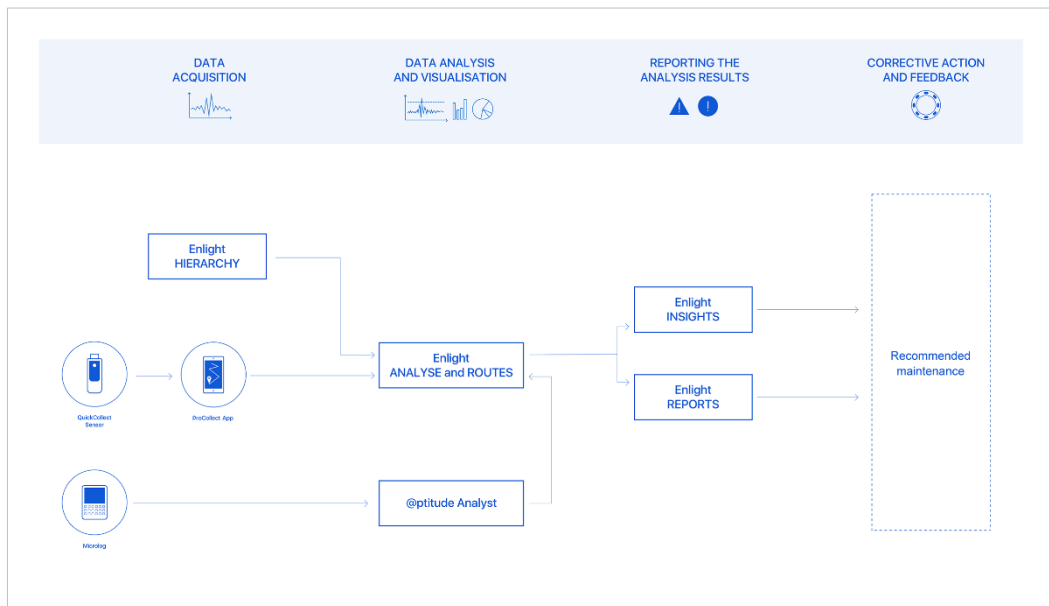 DATA
ACQUISITION
DATA ANALYSIS
AND VISUALISATION
REPORTING THE
ANALYSIS RESULTS
CORRECTIVE ACTION
AND FEEDBACK
Enlight
HIERARCHY
Enlight
INSIGHTS
Enlight
ANALYSE and ROUTES
Recommended
maintenance
Enlight
REPORTS
QuickCollect
Sensor
ProCollect App
@ptitude Analyst
Microlog